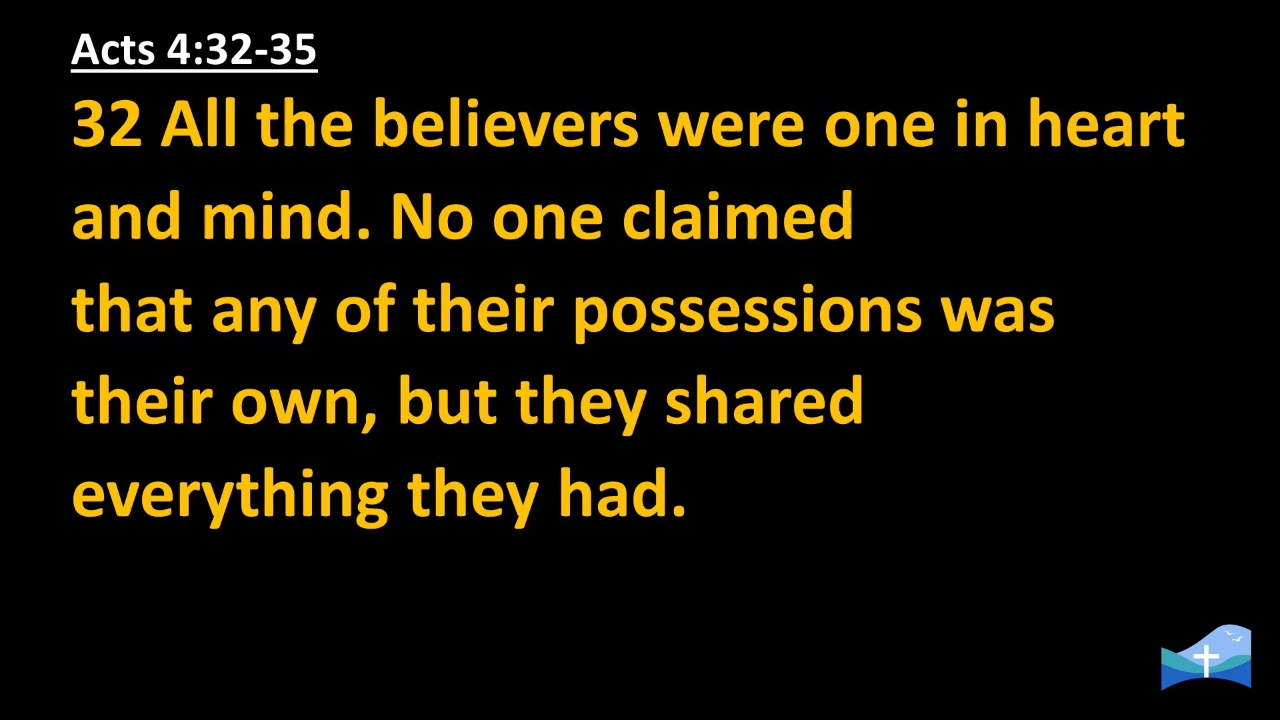 Acts 4:32-35
32 All the believers were one in heart
and mind. No one claimed
that any of their possessions was
their own, but they shared
everything they had.